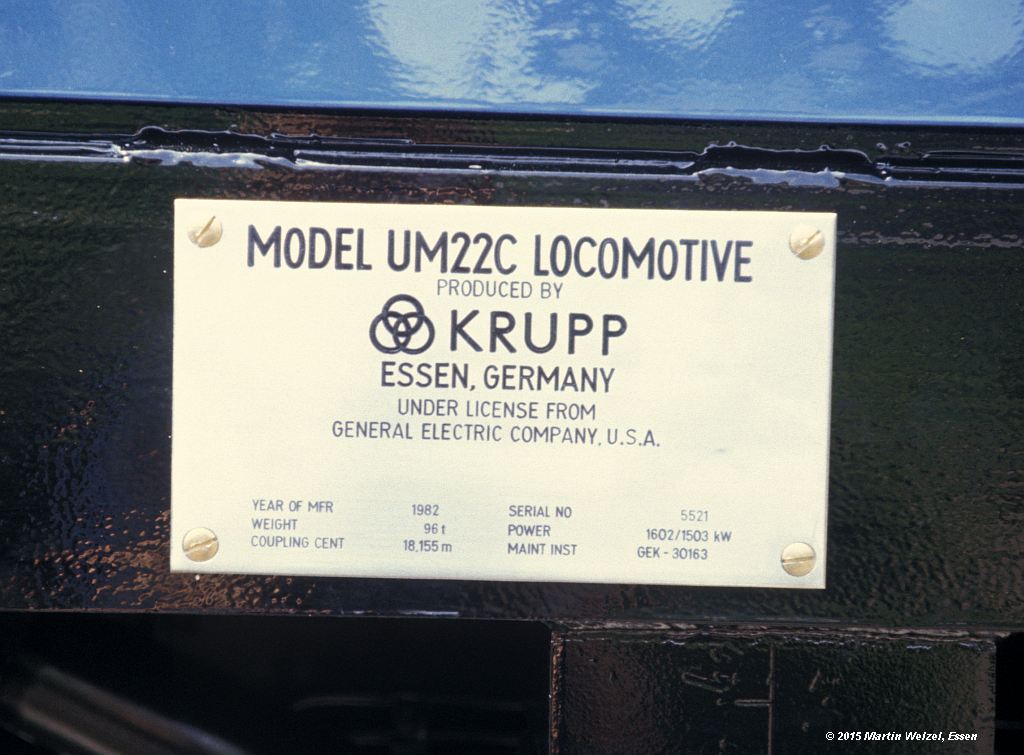 MODEL UM22C LOCOMOTIVE
PRODUCED BY
KRUPP
ESSEN, GERMANY
UNDER LICENSE FROM
GENERAL ELECTRIC COMPANY, U.S.A.
YEAR OF MFR 1982 SERIAL NO 5521
WEIGHT 96 t POWER 1602/1503 kW
COUPLING CENT 18,155 m MAINT INST GEK - 30163
© 2015 Martin Welzel, Essen